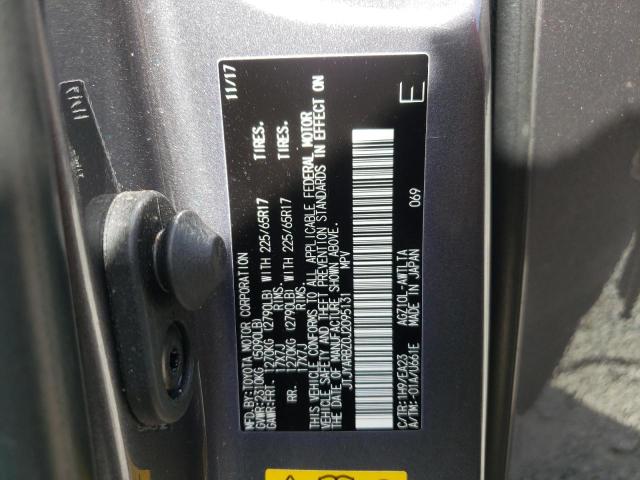 MFD.BY:TOYOTA MOTOR CORPORATION 11/17
GVWR:2310KG (5090LB)
GAWR:FRT. 1270KG (2790LB) WITH 225/65R17 TIRES.
17X7J RIMS.
RR. 1270KG (2790LB) WITH 225/65R17 TIRES.
17X7J RIMS.
THIS VEHICLE CONFORMS TO ALL APPLICABLE FEDERAL MOTOR
VEHICLE SAFETY AND THEFT PREVENTION STANDARDS IN EFFECT ON
THE DATE OF MANUFACTURE SHOWN ABOVE.
JTJYARBZ0J2095131 MPV
C/TR:1H9/EA23 AGZ10L-AWTLTA 069 E
A/TM:-01A/U661E MADE IN JAPAN